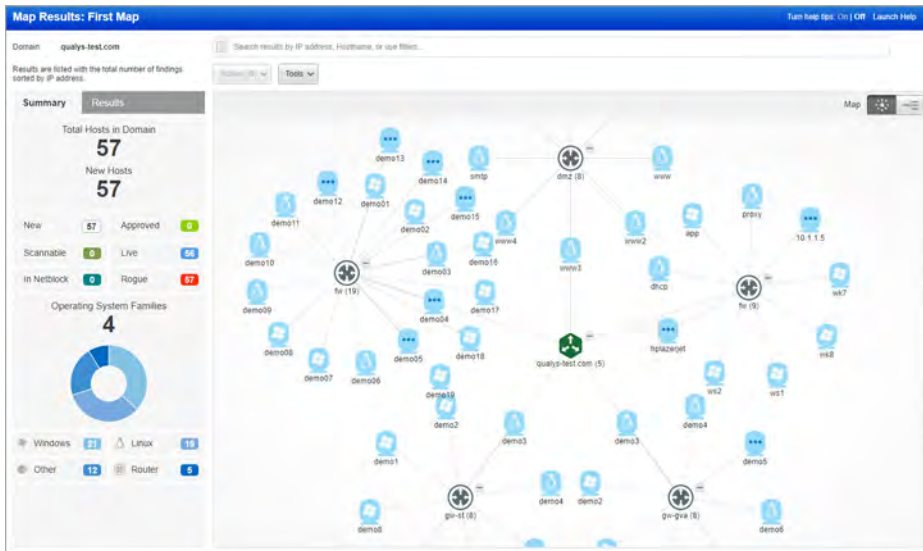 Map Results: First Map
Turn help tips: On | Off Launch Help
Domain: qualys-test.com
Search results by IP address, Hostname, or use filters...
Results are listed with the total number of findings
sorted by IP address.
Tools
Summary Results
Map
Total Hosts in Domain
57
New Hosts
57
New 57 Approved 0
Scannable 0 Live 56
In Netblock 0 Rogue 57
Operating System Families
4
Windows 21 Linux 19
Other 12 Router 5
demo13
demo14
smtp
dmz (8)
www
demo12
demo01
demo15
proxy
demo11
demo02
www4
www2
app
10.1.1.5
demo10
demo03
demo16
www3
fw (19)
dhcp
wk7
demo09
demo04
demo17
fw (9)
demo08
demo05
demo18
qualys-test.com (5)
hplazerjet
wk8
demo07
demo06
demo19
ws2
ws1
demo2
demo3
demo3
demo4
demo1
demo5
gw-st (8)
demo4
demo2
gw-gva (8)
demo8
demo6